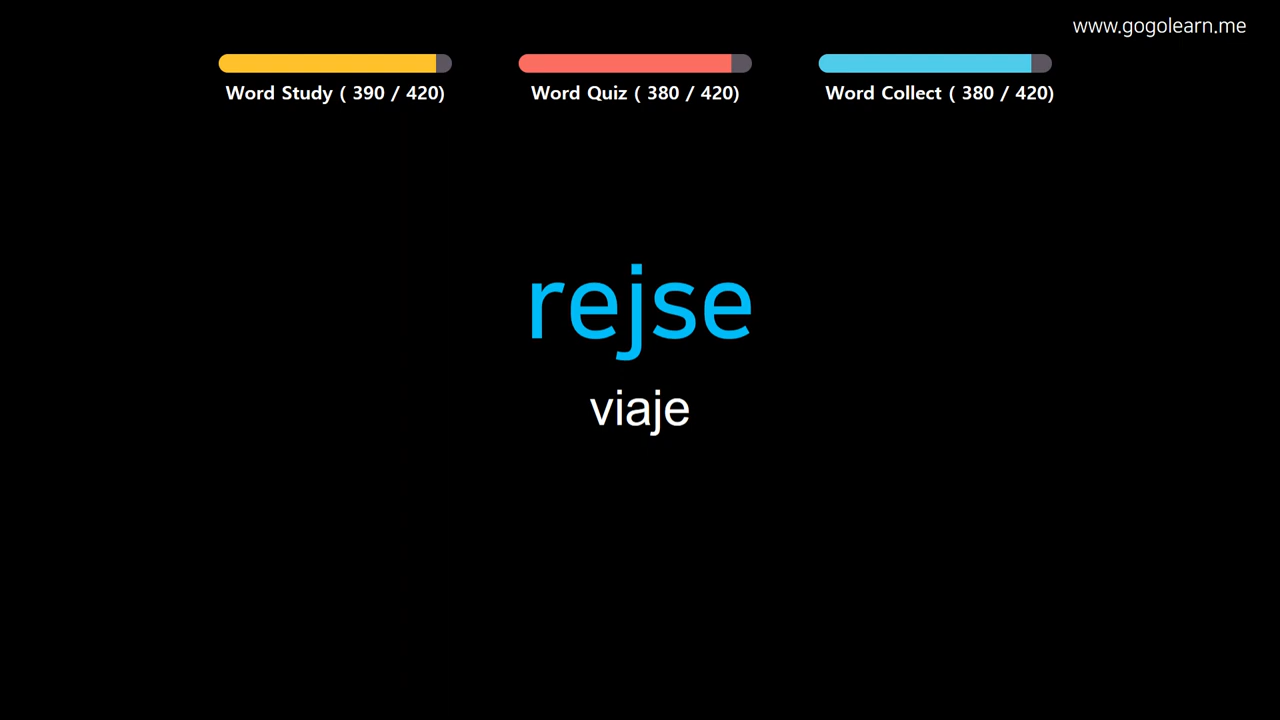 www.gogolearn.me
Word Study ( 390 / 420)
Word Quiz ( 380 / 420)
Word Collect ( 380 / 420)
rejse
viaje